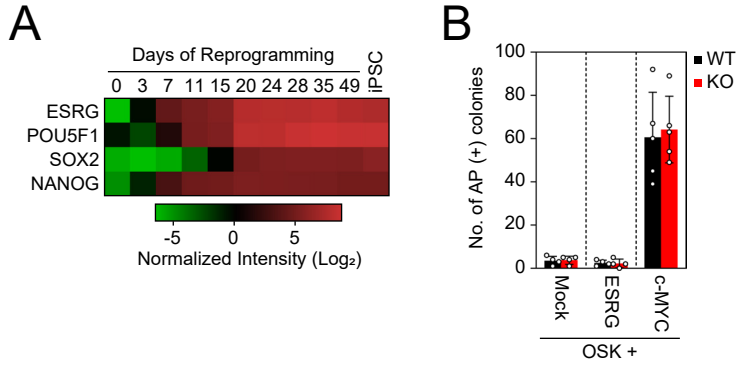 A
Days of Reprogramming
0 3 7 11 15 20 24 28 35 49 iPSC
ESRG
POU5F1
SOX2
NANOG
-5 0 5
Normalized Intensity (Log₂)
B
No. of AP (+) colonies
100
80
60
40
20
0
WT
KO
Mock
ESRG
c-MYC
OSK +